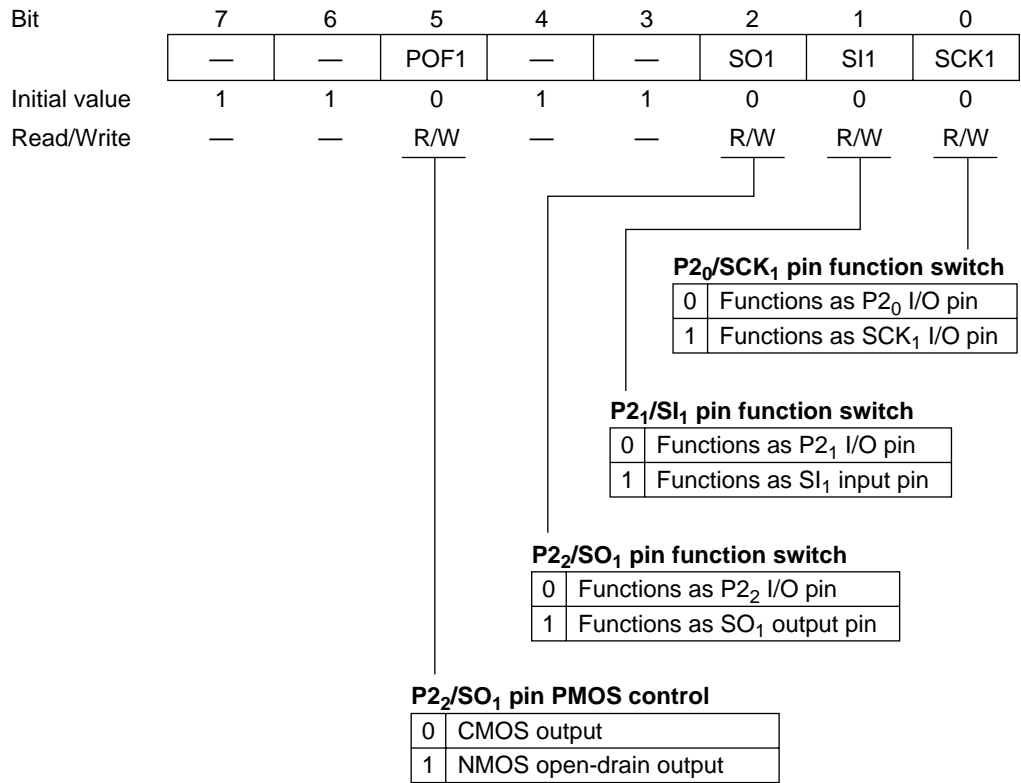 Bit 7 6 5 4 3 2 1 0
— — POF1 — — SO1 SI1 SCK1
Initial value 1 1 0 1 1 0 0 0
Read/Write — — R/W — — R/W R/W R/W
P2₀/SCK₁ pin function switch
0 Functions as P2₀ I/O pin
1 Functions as SCK₁ I/O pin
P2₁/SI₁ pin function switch
0 Functions as P2₁ I/O pin
1 Functions as SI₁ input pin
P2₂/SO₁ pin function switch
0 Functions as P2₂ I/O pin
1 Functions as SO₁ output pin
P2₂/SO₁ pin PMOS control
0 CMOS output
1 NMOS open-drain output